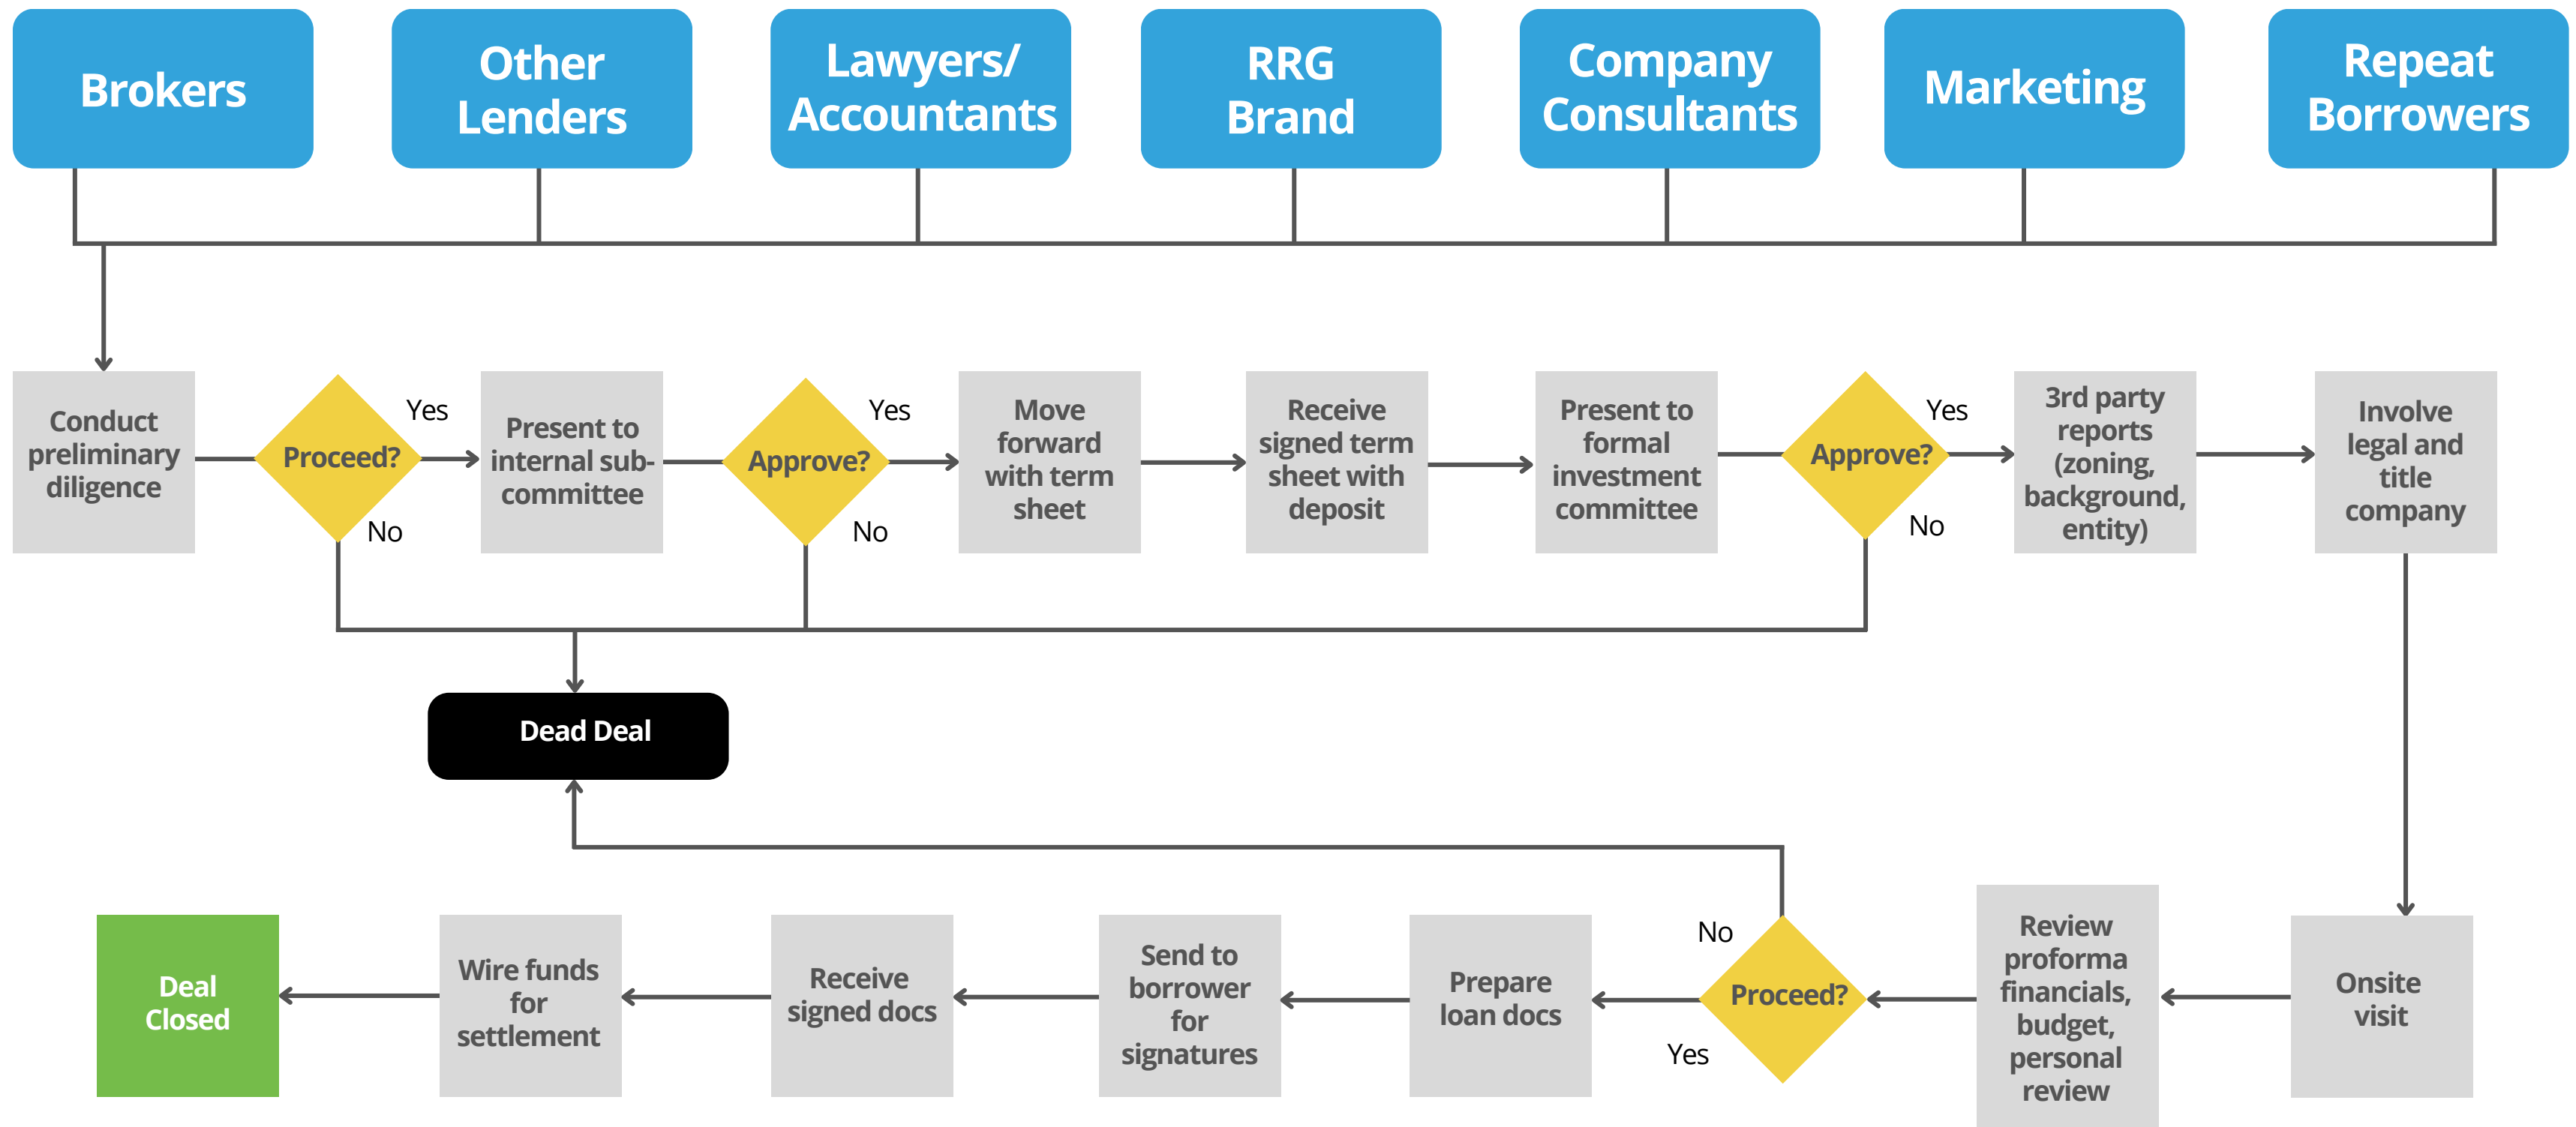 Brokers
Other
Lenders
Lawyers/
Accountants
RRG
Brand
Company
Consultants
Marketing
Repeat
Borrowers
Conduct
preliminary
diligence
Proceed?
Yes
No
Present to
internal sub-
committee
Approve?
Yes
No
Move
forward
with term
sheet
Receive
signed term
sheet with
deposit
Present to
formal
investment
committee
Approve?
Yes
No
3rd party
reports
(zoning,
background,
entity)
Involve
legal and
title
company
Dead Deal
Onsite
visit
Review
proforma
financials,
budget,
personal
review
Proceed?
No
Yes
Prepare
loan docs
Send to
borrower
for
signatures
Receive
signed docs
Wire funds
for
settlement
Deal
Closed